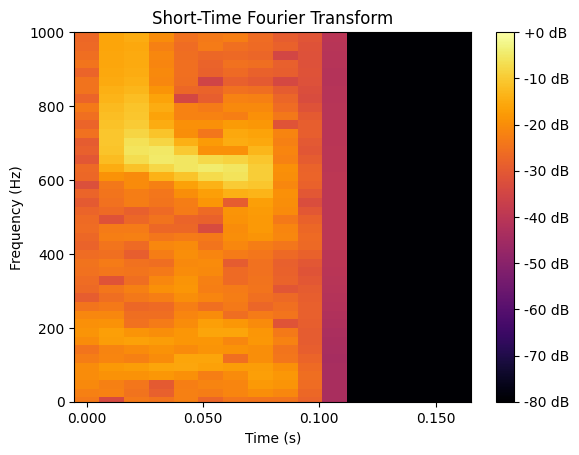 Short-Time Fourier Transform
Frequency (Hz)
1000
800
600
400
200
0
0.000
0.050
0.100
0.150
Time (s)
+0 dB
-10 dB
-20 dB
-30 dB
-40 dB
-50 dB
-60 dB
-70 dB
-80 dB